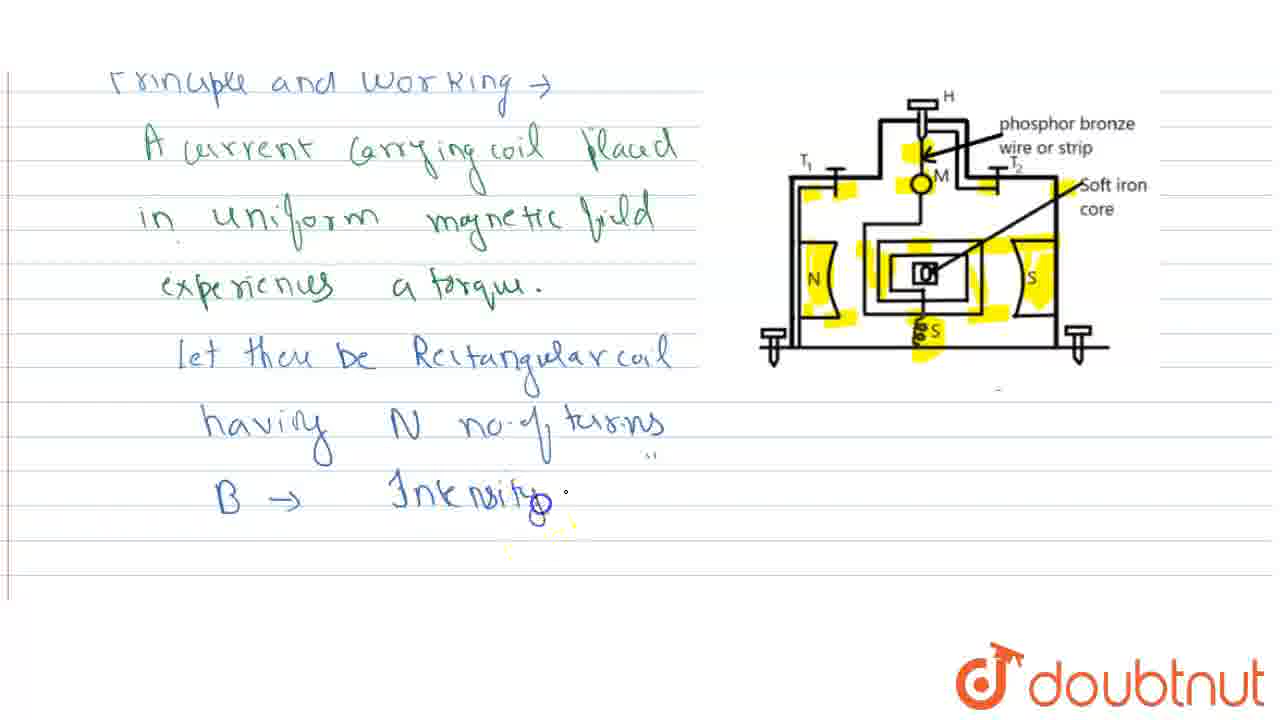 Principle and Working →
A current carrying coil placed
in uniform magnetic field
experiences a torque.
Let there be Rectangular coil
having N no. of turns
B → Intensity
H
phosphor bronze
wire or strip
T1
T2
M
Soft iron
core
N
S
S
doubtnut